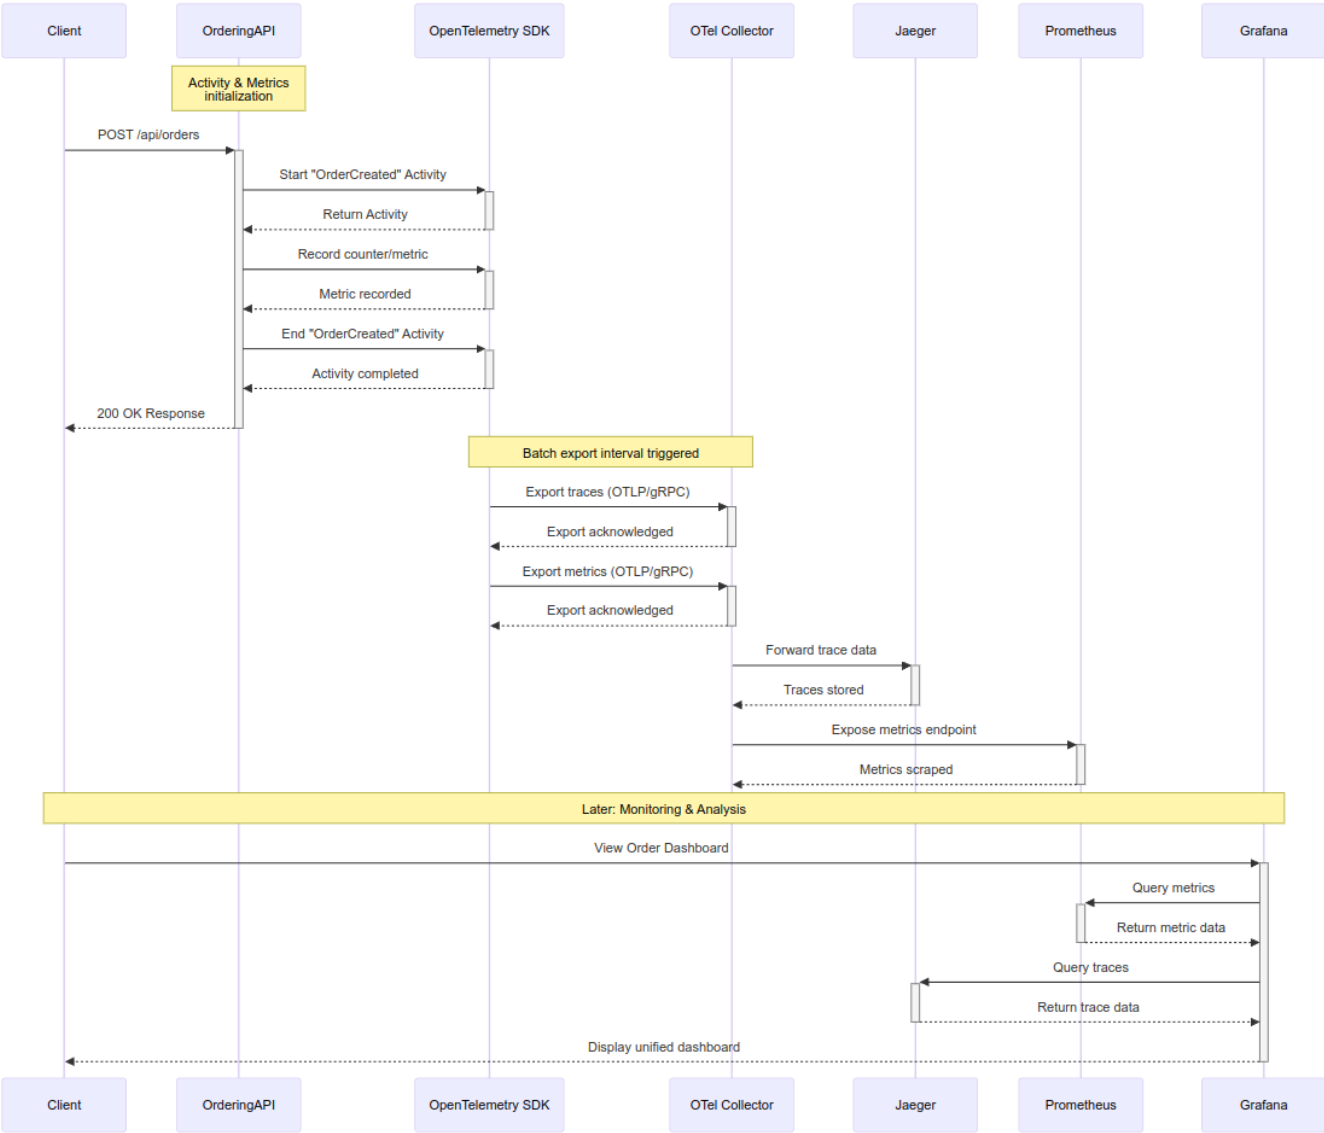 Client
OrderingAPI
OpenTelemetry SDK
OTel Collector
Jaeger
Prometheus
Grafana
Activity & Metrics
initialization
POST /api/orders
Start "OrderCreated" Activity
Return Activity
Record counter/metric
Metric recorded
End "OrderCreated" Activity
Activity completed
200 OK Response
Batch export interval triggered
Export traces (OTLP/gRPC)
Export acknowledged
Export metrics (OTLP/gRPC)
Export acknowledged
Forward trace data
Traces stored
Expose metrics endpoint
Metrics scraped
Later: Monitoring & Analysis
View Order Dashboard
Query metrics
Return metric data
Query traces
Return trace data
Display unified dashboard
Client
OrderingAPI
OpenTelemetry SDK
OTel Collector
Jaeger
Prometheus
Grafana